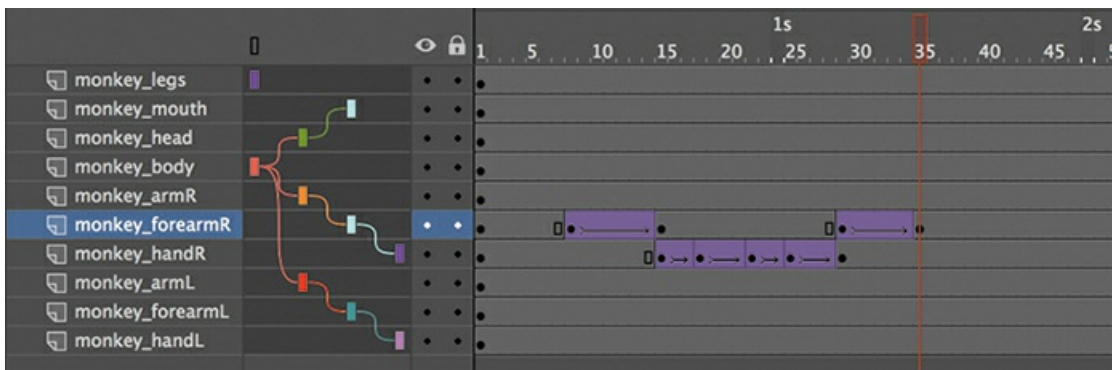 1s 2s
1 5 10 15 20 25 30 35 40 45
monkey_legs
monkey_mouth
monkey_head
monkey_body
monkey_armR
monkey_forearmR
monkey_handR
monkey_armL
monkey_forearmL
monkey_handL